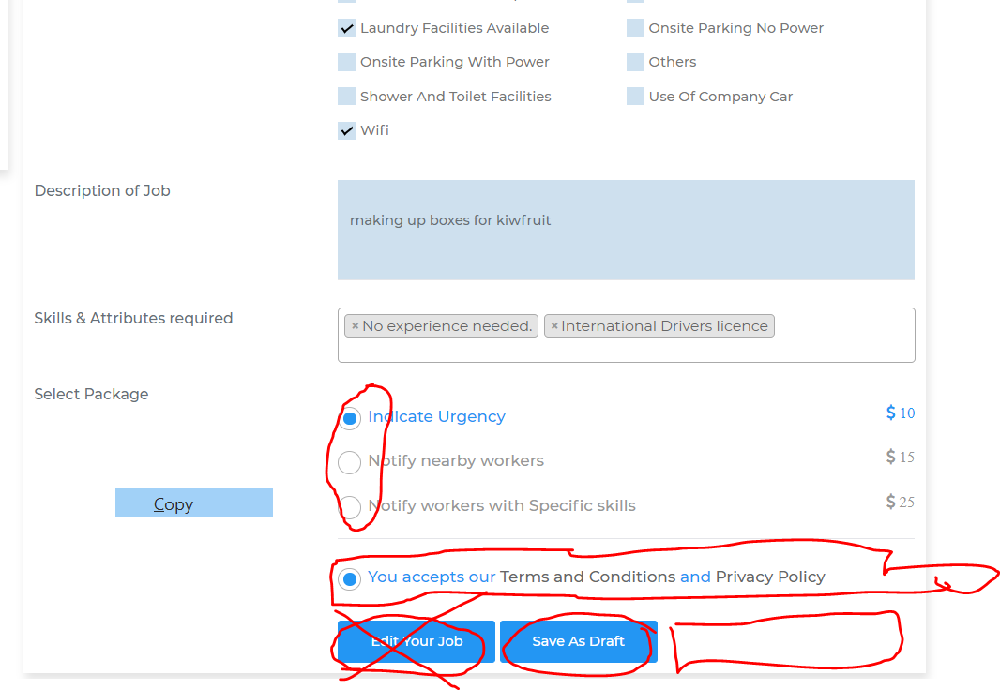 Laundry Facilities Available Onsite Parking No Power
Onsite Parking With Power Others
Shower And Toilet Facilities Use Of Company Car
Wifi
Description of Job
making up boxes for kiwfruit
Skills & Attributes required
× No experience needed. × International Drivers licence
Select Package
Indicate Urgency $ 10
Notify nearby workers $ 15
Copy
Notify workers with Specific skills $ 25
You accepts our Terms and Conditions and Privacy Policy
Edit Your Job Save As Draft